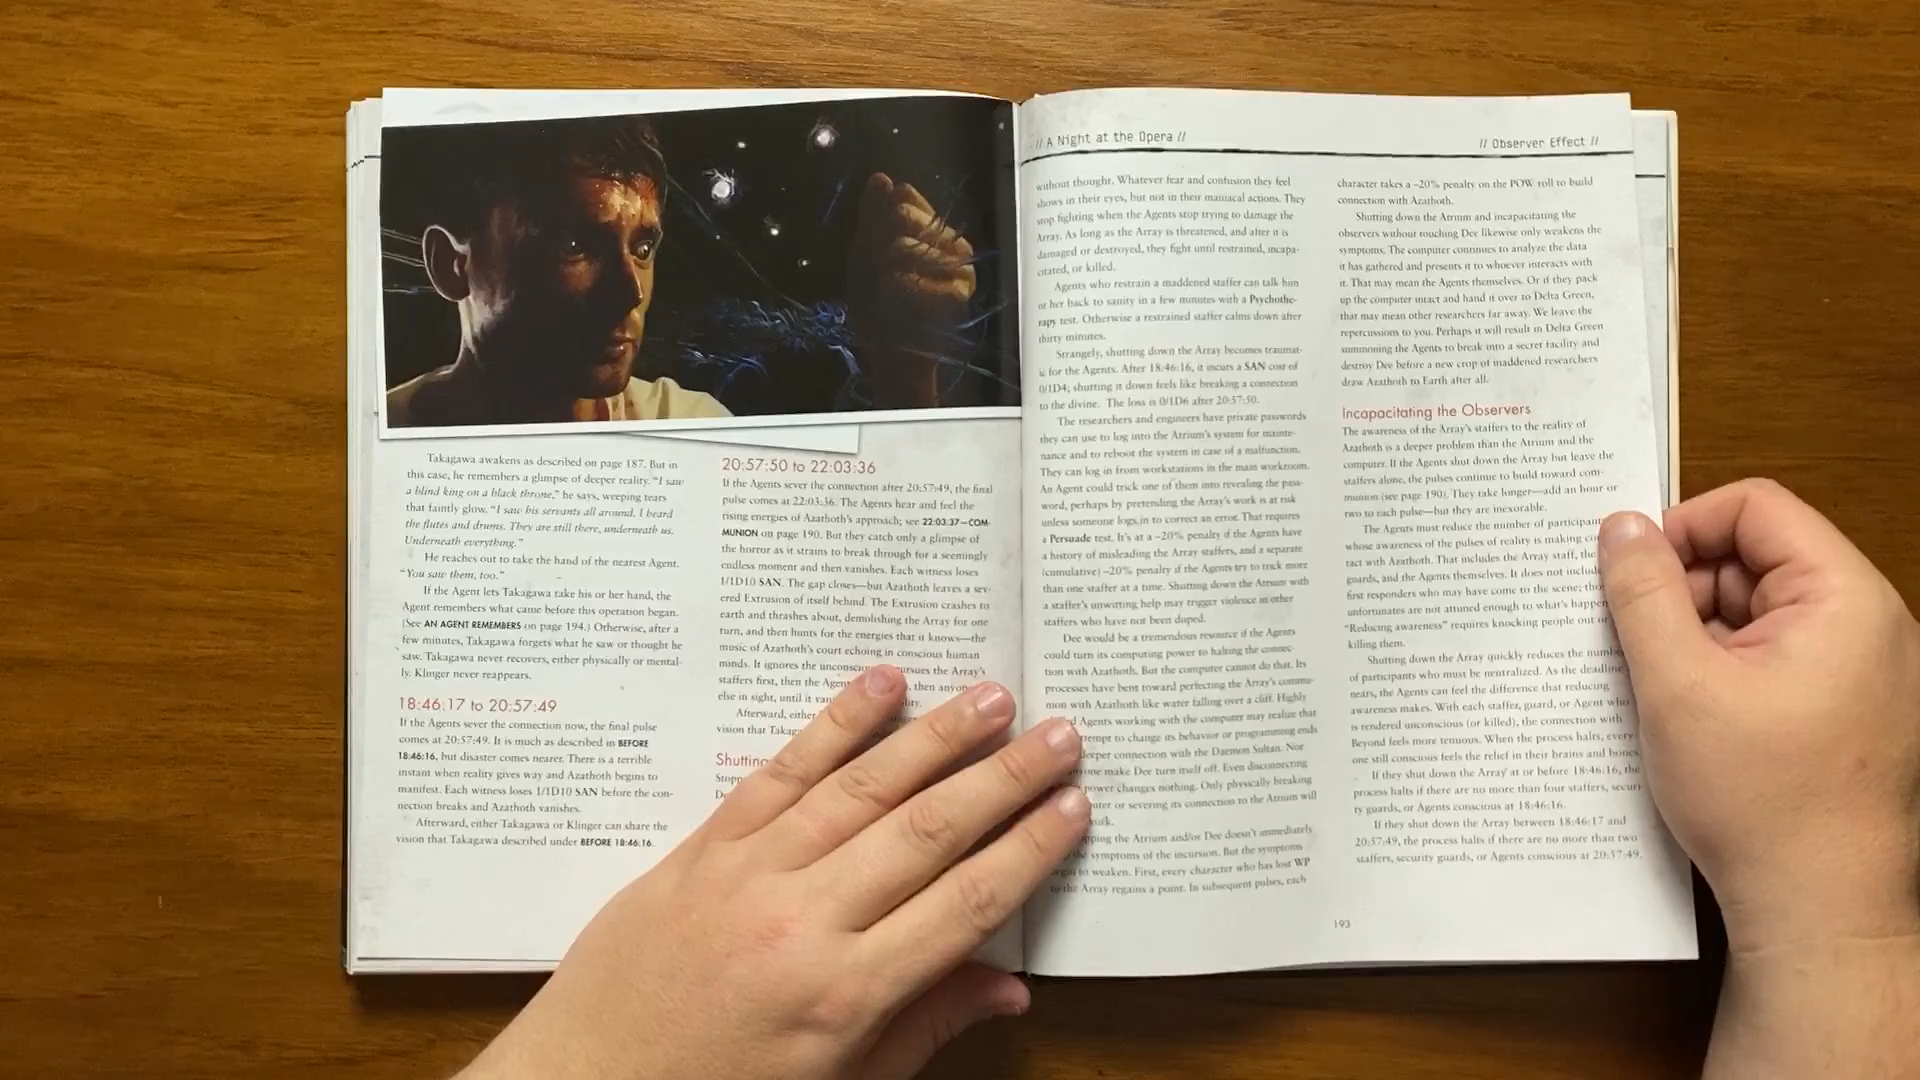 Takagawa awakens as described on page 187. But in
this case, he remembers a glimpse of deeper reality. "I saw
a blind king on a black throne," he says, weeping tears
that faintly glow. "I saw his servants all around, I heard
the flutes and drums. They are still there, underneath us.
Underneath everything."
He reaches out to take the hand of the nearest Agent.
"You saw them, too."
If the Agent lets Takagawa take his or her hand, the
Agent remembers what came before this operation began.
(See AN AGENT REMEMBERS on page 194.) Otherwise, after a
few minutes, Takagawa forgets what he saw or thought he
saw. Takagawa never recovers, either physically or mental-
ly. Klinger never reappears.
18:46:17 to 20:57:49
If the Agents sever the connection now, the final pulse
comes at 20:57:49. It is much as described in BEFORE
18:46:16, but disaster comes nearer. There is a terrible
instant when reality gives way and Azathoth begins to
manifest. Each witness loses 1/1D10 SAN before the con-
nection breaks and Azathoth vanishes.
Afterward, either Takagawa or Klinger can share the
vision that Takagawa described under BEFORE 18:46:16.
20:57:50 to 22:03:36
If the Agents sever the connection after 20:57:49, the final
pulse comes at 22:03:36. The Agents hear and feel the
rising energies of Azathoth's approach; see 22:03:37—COM-
MUNION on page 190. But they catch only a glimpse of
the horror as it strains to break through for a seemingly
endless moment and then vanishes. Each witness loses
1/1D10 SAN. The gap closes—but Azathoth leaves a sev-
ered Extrusion of itself behind. The Extrusion crashes to
earth and thrashes about, demolishing the Array for one
turn, and then hunts for the energies that it knows—the
music of Azathoth's court echoing in conscious human
minds. It ignores the pursues the Array's
staffers first, then the then anyone
else in sight, until it
Afterward, either
vision that
Shutting
// A Night at the Opera //
// Observer Effect //
without thought. Whatever fear and confusion they feel
shows in their eyes, but not in their maniacal actions. They
stop fighting when the Agents stop trying to damage the
Array. As long as the Array is threatened, and after it is
damaged or destroyed, they fight until restrained, incapa-
citated, or killed.
Agents who restrain a maddened staffer can talk him
or her back to sanity in a few minutes with a Psychothe-
rapy test. Otherwise a restrained staffer calms down after
thirty minutes.
Strangely, shutting down the Array becomes traumat-
ic for the Agents. After 18:46:16, it incurs a SAN cost of
0/1D4; shutting it down feels like breaking a connection
to the divine. The loss is 0/1D6 after 20:57:50.
The researchers and engineers have private passwords
they can use to log into the Atrium's system for mainte-
nance and to reboot the system in case of a malfunction.
They can log in from workstations in the main workroom.
An Agent could trick one of them into revealing the pass-
word, perhaps by pretending the Array's work is at risk
unless someone logs in to correct an error. That requires
a Persuade test. It's at a –20% penalty if the Agents have
a history of misleading the Array staffers, and a separate
(cumulative) –20% penalty if the Agents try to trick more
than one staffer at a time. Shutting down the Atrium with
a staffer's unwitting help may trigger violence in other
staffers who have not been duped.
Dee would be a tremendous resource if the Agents
could turn its computing power to halting the connec-
tion with Azathoth. But the computer cannot do that. Its
processes have bent toward perfecting the Array's commu-
nion with Azathoth like water falling over a cliff. Highly
Agents working with the computer may realize that
attempt to change its behavior or programming ends
deeper connection with the Daemon Sultan. Nor
make Dee turn itself off. Even disconnecting
power changes nothing. Only physically breaking
or severing its connection to the Atrium will
work.
the Atrium and/or Dee doesn't immediately
symptoms of the incursion. But the symptoms
to weaken. First, every character who has lost WP
to the Array regains a point. In subsequent pulses, each
character takes a –20% penalty on the POW roll to build
connection with Azathoth.
Shutting down the Atrium and incapacitating the
observers without touching Dee likewise only weakens the
symptoms. The computer continues to analyze the data
it has gathered and presents it to whoever interacts with
it. That may mean the Agents themselves. Or if they pack
up the computer intact and hand it over to Delta Green,
that may mean other researchers far away. We leave the
repercussions to you. Perhaps it will result in Delta Green
summoning the Agents to break into a secret facility and
destroy Dee before a new crop of maddened researchers
draw Azathoth to Earth after all.
Incapacitating the Observers
The awareness of the Array's staffers to the reality of
Azathoth is a deeper problem than the Atrium and the
computer. If the Agents shut down the Array but leave the
staffers alone, the pulses continue to build toward com-
munion (see page 190). They take longer—add an hour or
two to each pulse—but they are inexorable.
The Agents must reduce the number of participants
whose awareness of the pulses of reality is making con
tact with Azathoth. That includes the Array staff, the
guards, and the Agents themselves. It does not include
first responders who may have come to the scene; those
unfortunates are not attuned enough to what's happen
"Reducing awareness" requires knocking people out or
killing them.
Shutting down the Array quickly reduces the number
of participants who must be neutralized. As the deadline
nears, the Agents can feel the difference that reducing
awareness makes. With each staffer, guard, or Agent who
is rendered unconscious (or killed), the connection with
Beyond feels more tenuous. When the process halts, every-
one still conscious feels the relief in their brains and bones.
If they shut down the Array at or before 18:46:16, the
process halts if there are no more than four staffers, securi-
ty guards, or Agents conscious at 18:46:16.
If they shut down the Array between 18:46:17 and
20:57:49, the process halts if there are no more than two
staffers, security guards, or Agents conscious at 20:57:49.
193